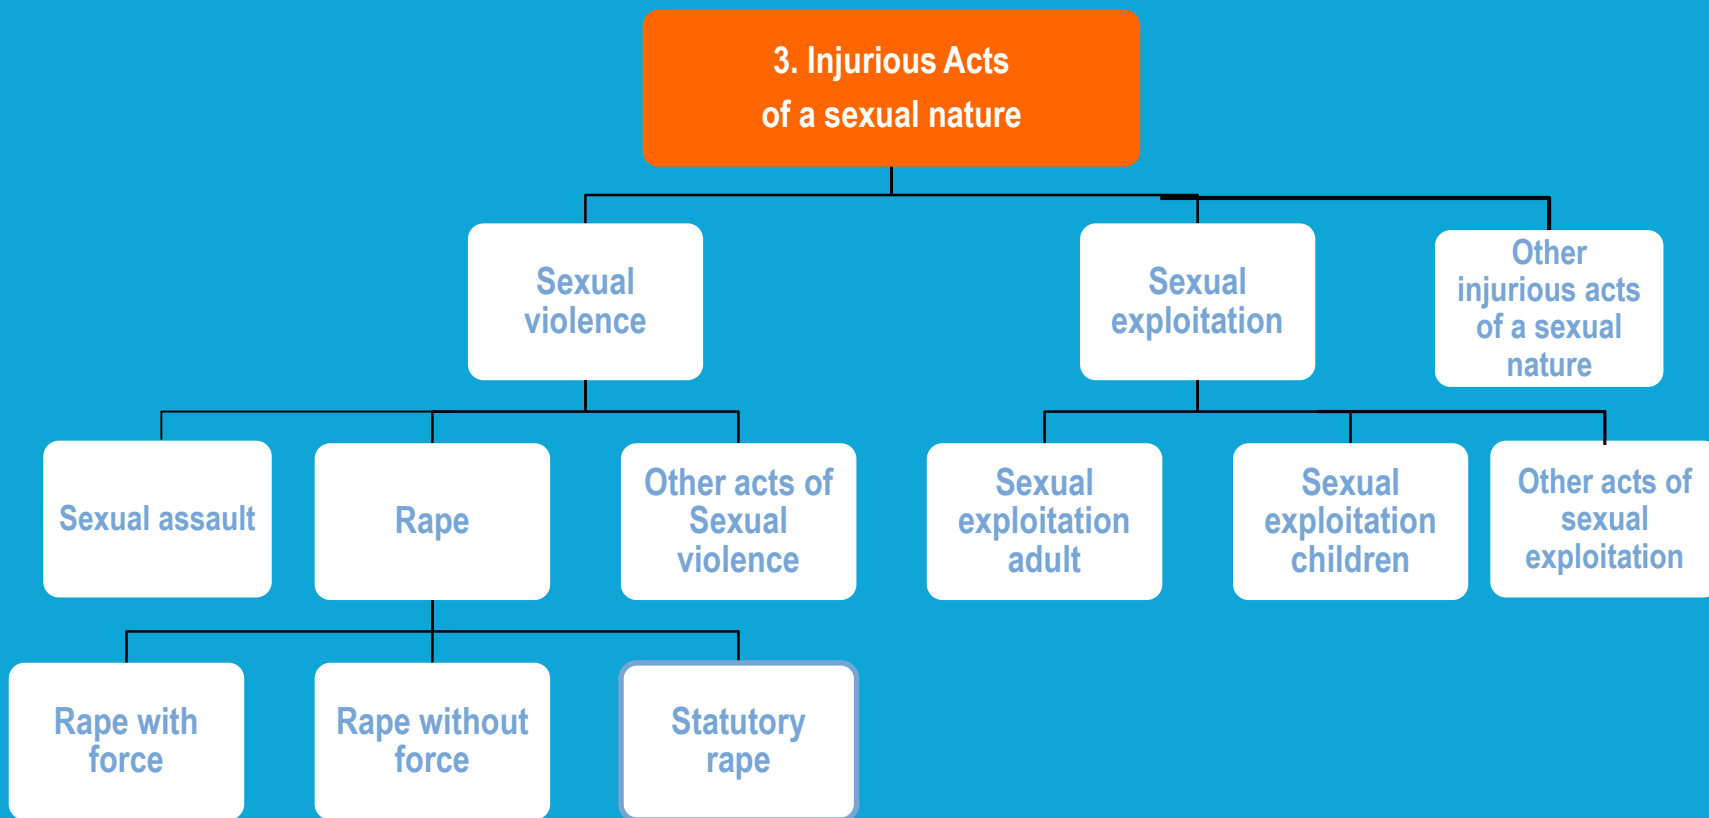 3. Injurious Acts
of a sexual nature
Sexual
violence
Sexual
exploitation
Other
injurious acts
of a sexual
nature
Sexual assault
Rape
Other acts of
Sexual
violence
Sexual
exploitation
adult
Sexual
exploitation
children
Other acts of
sexual
exploitation
Rape with
force
Rape without
force
Statutory
rape